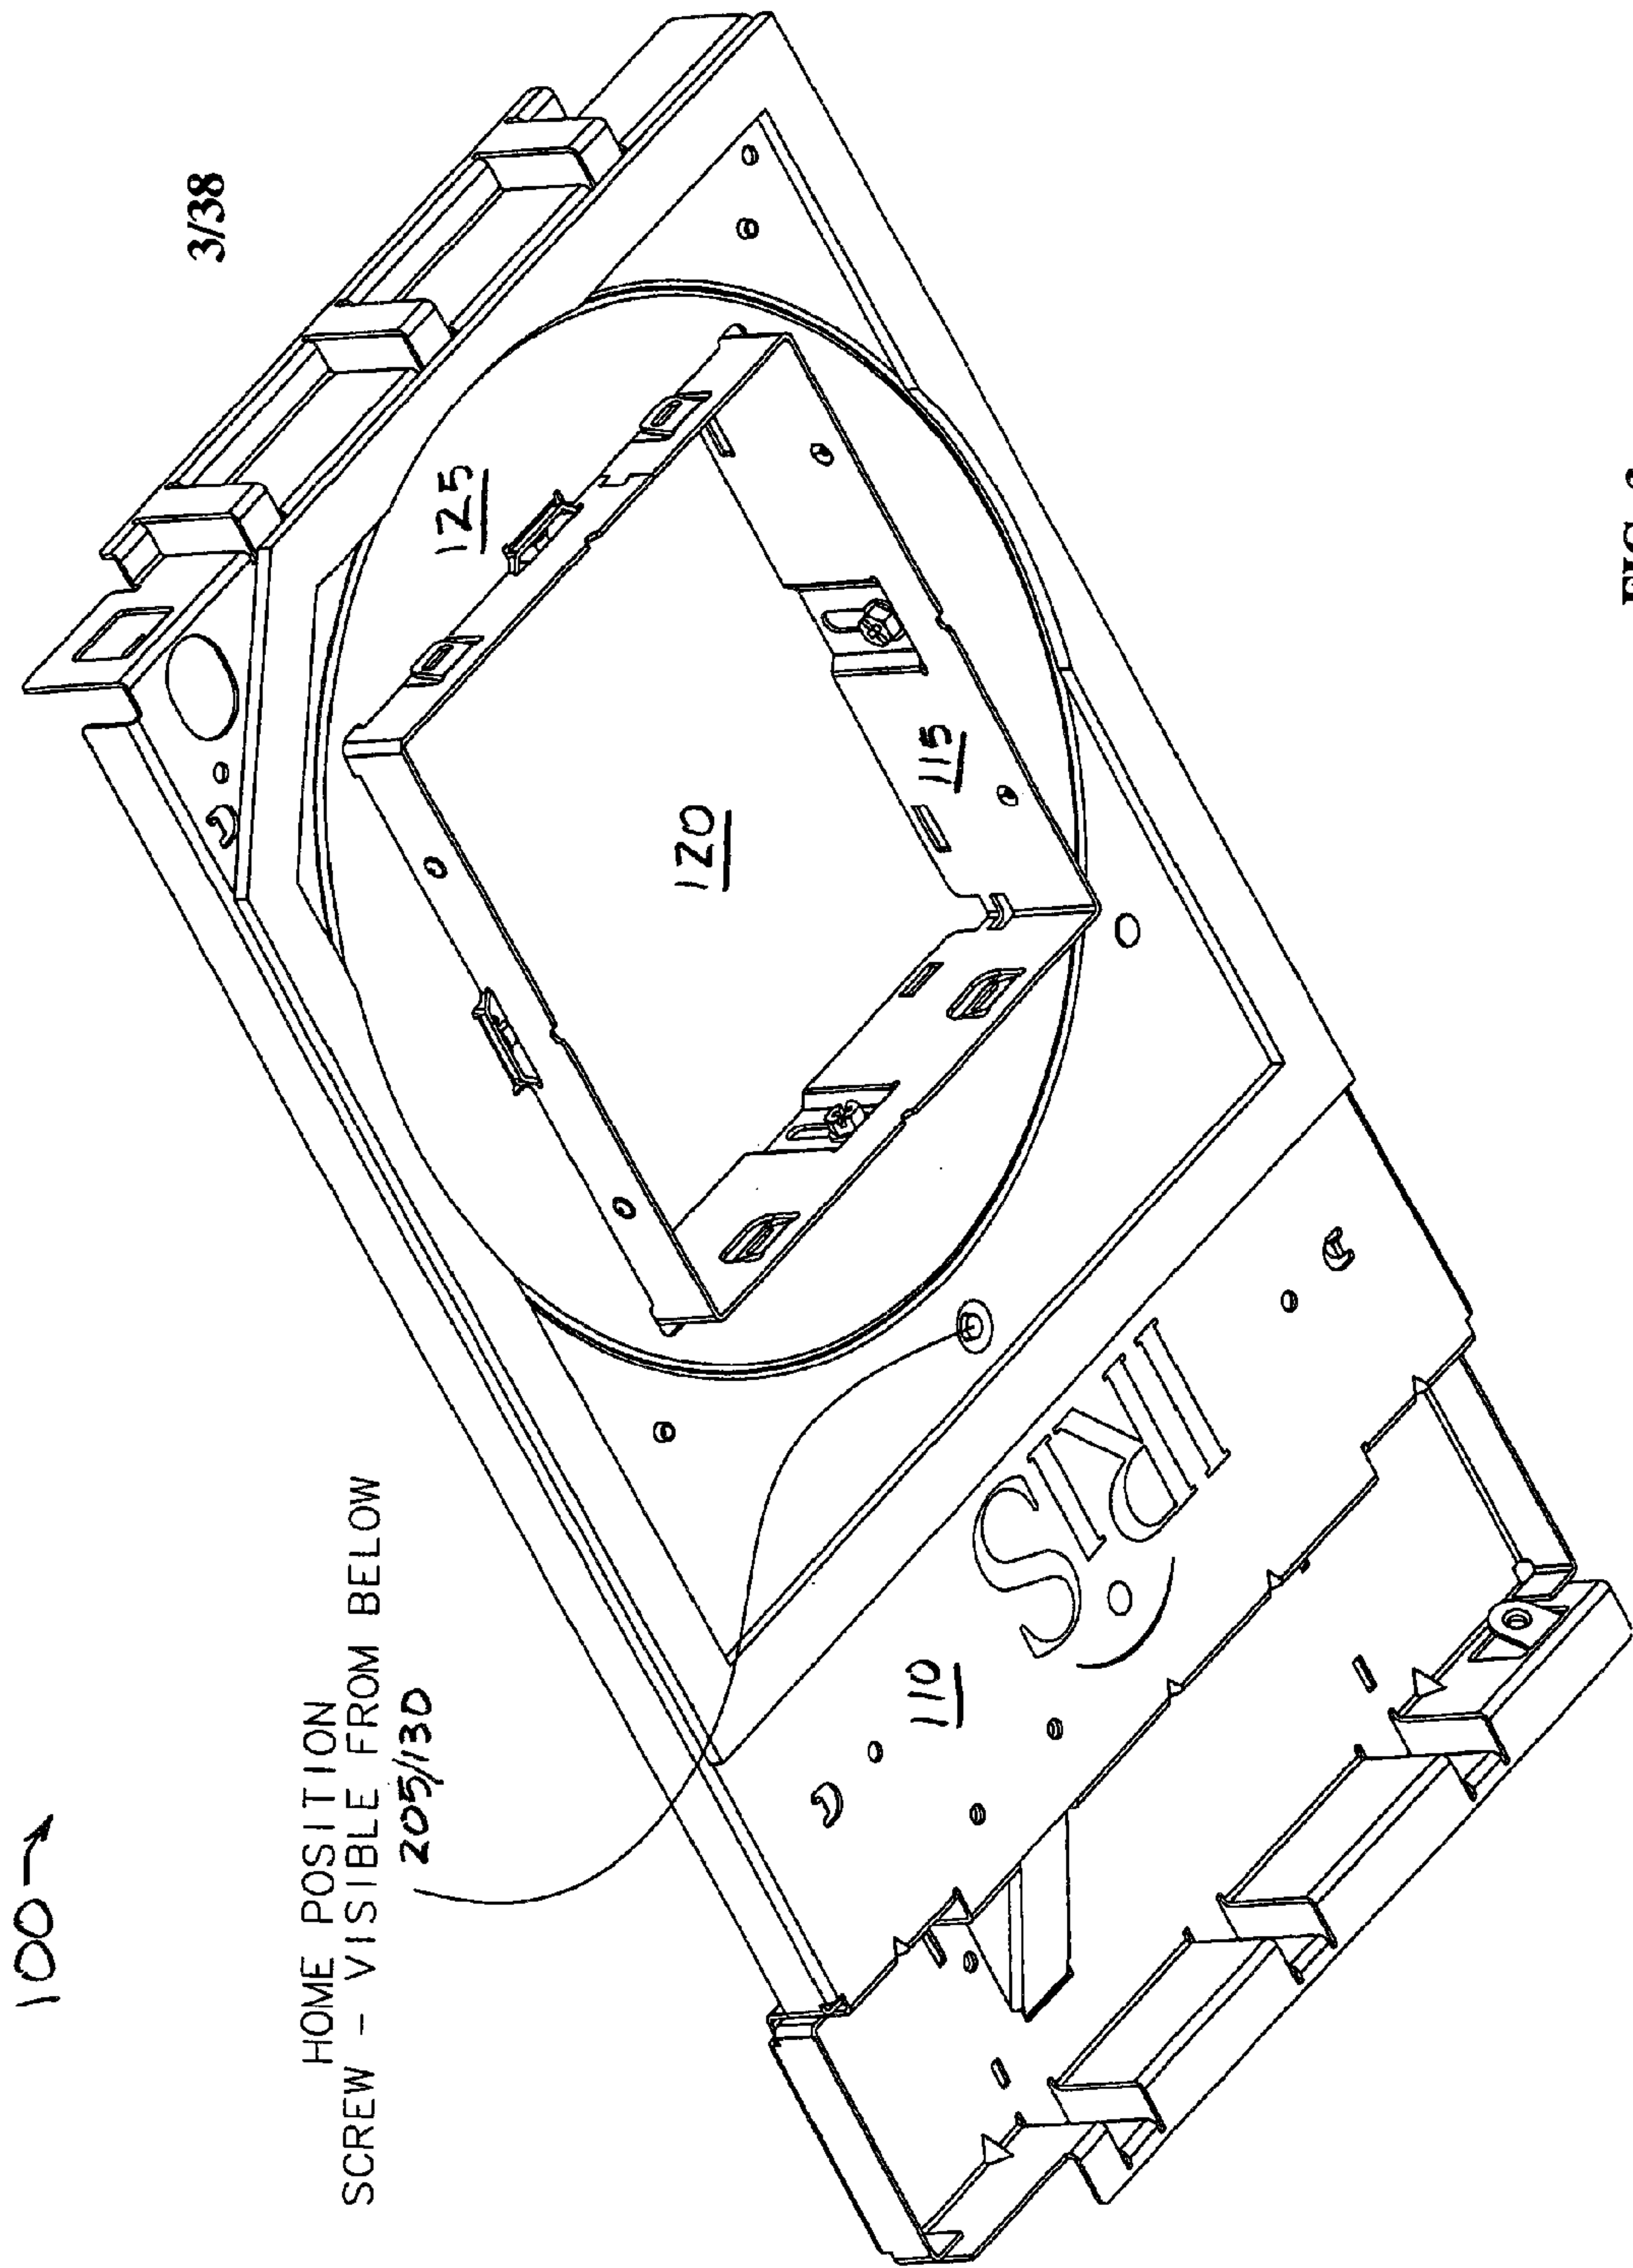 3/38
100
HOME POSITION
SCREW - VISIBLE FROM BELOW
205/130
125
120
115
110
IRIS